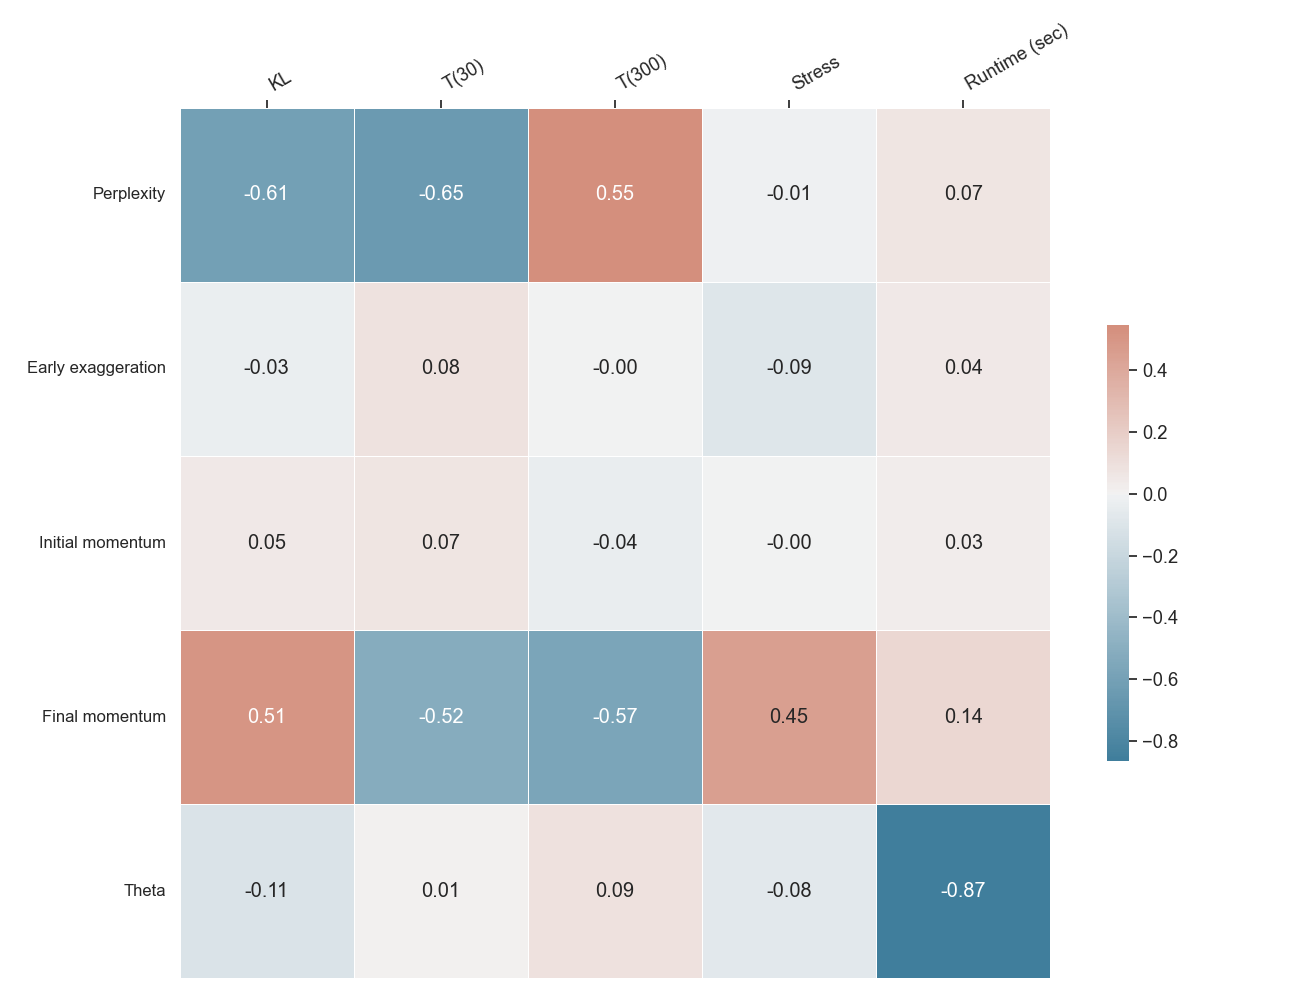 KL T(30) T(300) Stress Runtime (sec)
Perplexity -0.61 -0.65 0.55 -0.01 0.07
Early exaggeration -0.03 0.08 -0.00 -0.09 0.04
Initial momentum 0.05 0.07 -0.04 -0.00 0.03
Final momentum 0.51 -0.52 -0.57 0.45 0.14
Theta -0.11 0.01 0.09 -0.08 -0.87
0.4
0.2
0.0
−0.2
−0.4
−0.6
−0.8